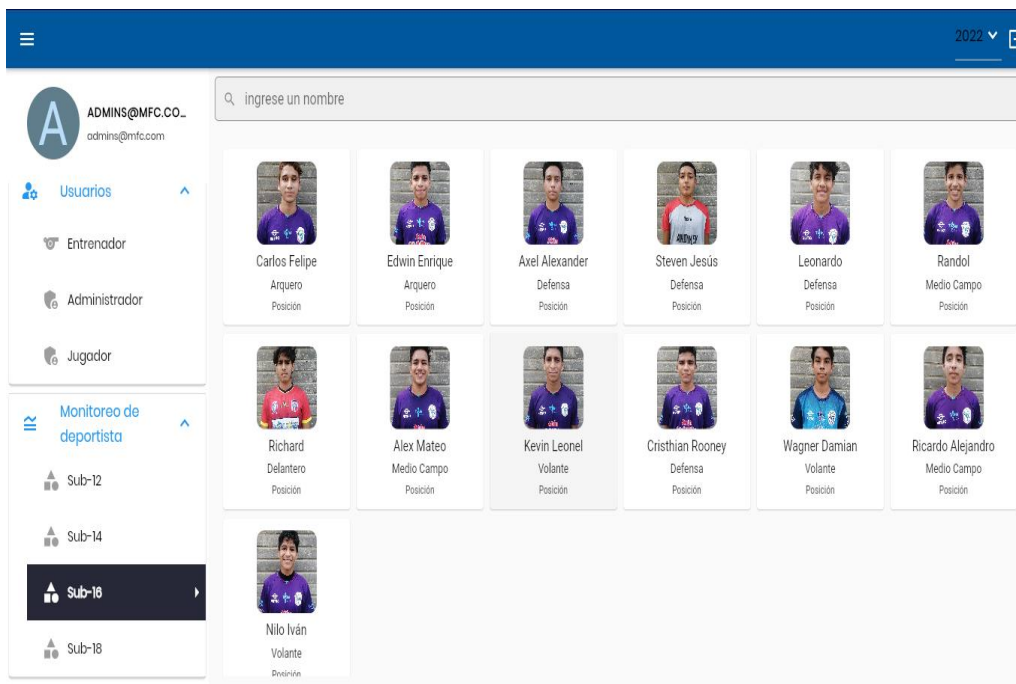 2022
A
ADMINS@MFC.CO...
admins@mfc.com
Usuarios
Entrenador
Administrador
Jugador
Monitoreo de
deportista
Sub-12
Sub-14
Sub-16
Sub-18
ingrese un nombre
Carlos Felipe
Arquero
Posición
Edwin Enrique
Arquero
Posición
Axel Alexander
Defensa
Posición
Steven Jesús
Defensa
Posición
Leonardo
Defensa
Posición
Randol
Medio Campo
Posición
Richard
Delantero
Posición
Alex Mateo
Medio Campo
Posición
Kevin Leonel
Volante
Posición
Cristhian Rooney
Defensa
Posición
Wagner Damian
Volante
Posición
Ricardo Alejandro
Medio Campo
Posición
Nilo Iván
Volante
Posición